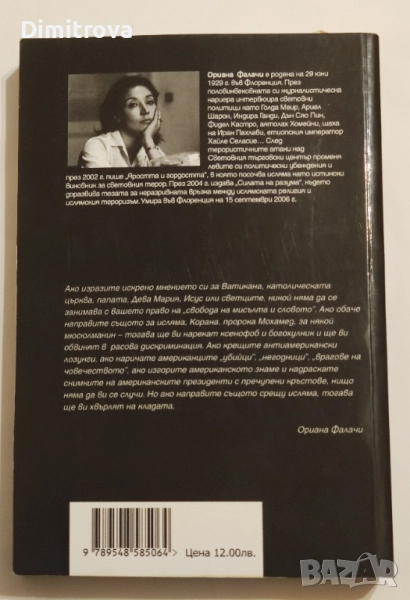 Dimitrova
Ориана Фалачи е родена на 29 юни
1929 г. във Флоренция. През
половинвековната си журналистическа
кариера интервюира световни
политици като Голда Меир, Ариел
Шарон, Индира Ганди, Дън Сяо Пин,
Фидел Кастро, аятолах Хомейни, шаха
на Иран Пахлави, етиопския император
Хайле Селасие... След
терористичните атаки над
Световния търговски център променя
левите си политически убеждения и
през 2002 г. пише „Яростта и гордостта”, в която посочва исляма като истински
виновник за световния терор. През 2004 г. издава „Силата на разума”, където
доразвива тезата за неразривната връзка между ислямската религия и
ислямския тероризъм. Умира във Флоренция на 15 септември 2006 г.
Ако изразите искрено мнението си за Ватикана, католическата
църква, папата, Дева Мария, Исус или светците, никой няма да се
занимава с вашето право на „свобода на мисълта и словото”. Ако обаче
направите същото за исляма, Корана, пророка Мохамед, за някой
мюсюлманин – тогава ще ви нарекат ксенофоб и богохулник и ще ви
обвинят в расова дискриминация. Ако крещите антиамерикански
лозунги, ако наричате американците „убийци”, „негодници”, „врагове на
човечеството”, ако изгорите американското знаме и надраскате
снимките на американските президенти с пречупени кръстове, нищо
няма да ви се случи. Но ако направите същото срещу исляма, тогава
ще ви хвърлят на кладата.
Ориана Фалачи
9 789548 585064 >
Цена 12.00лв.
BAZAR